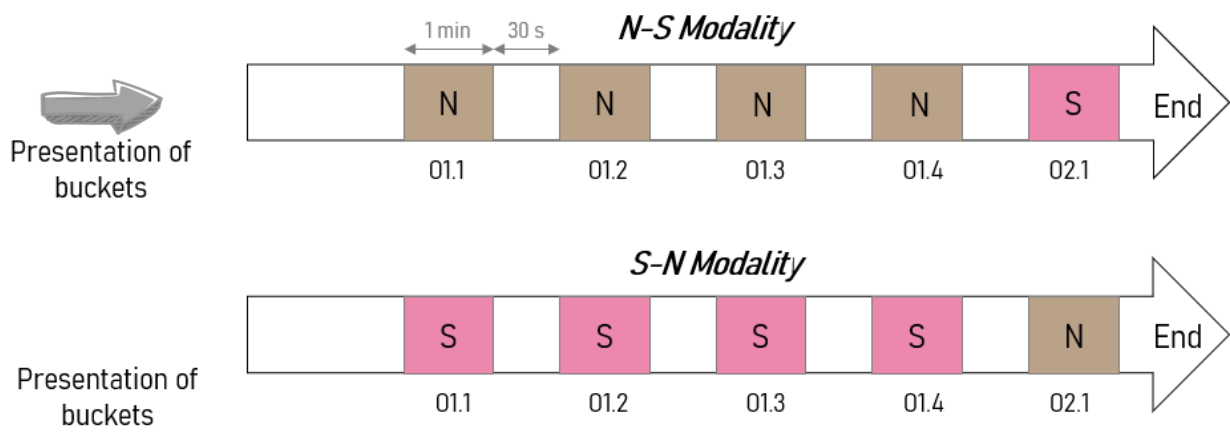 N-S Modality
1 min
30 s
N
N
N
N
S
End
Presentation of
buckets
01.1
01.2
01.3
01.4
02.1
S-N Modality
S
S
S
S
N
End
Presentation of
buckets
01.1
01.2
01.3
01.4
02.1